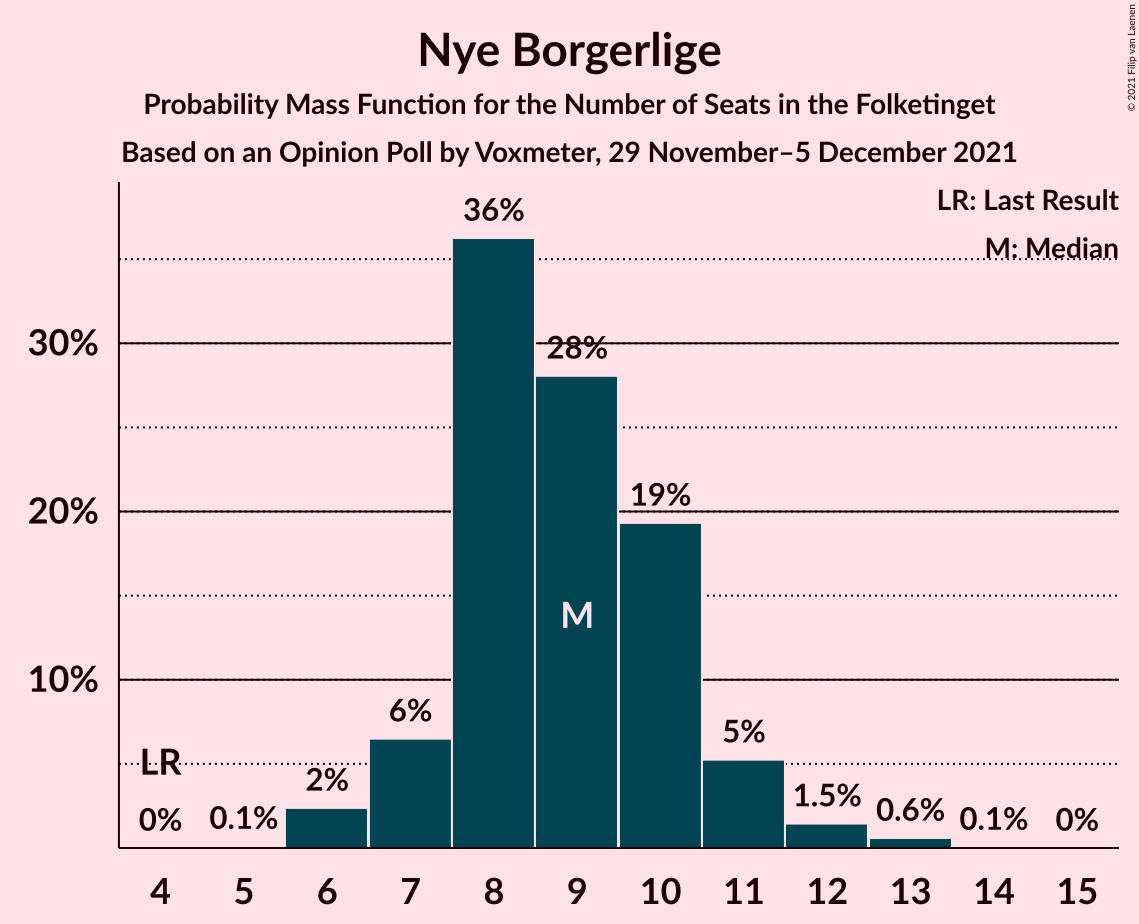 Nye Borgerlige
Probability Mass Function for the Number of Seats in the Folketinget
Based on an Opinion Poll by Voxmeter, 29 November–5 December 2021
© 2021 Filip van Laenen
LR: Last Result
M: Median
36%
30%
28%
20%
19%
M
10%
6%
5%
LR
2%
1.5%
0.6%
0%
0.1%
0.1%
0%
4 5 6 7 8 9 10 11 12 13 14 15